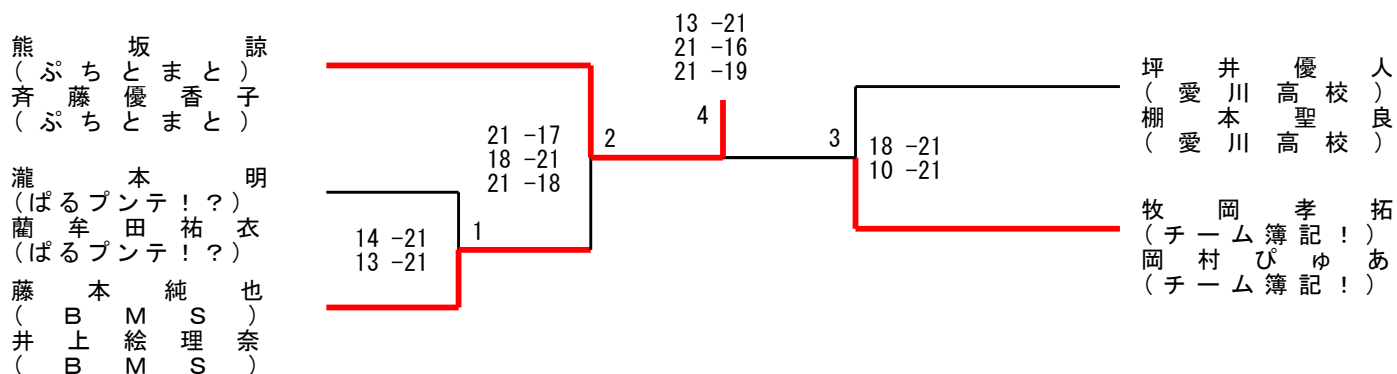 熊坂諒
(ぷちとまと)
斉藤優香子
(ぷちとまと)
瀧本明
(ぱるプンテ！？)
藺牟田祐衣
(ぱるプンテ！？)
藤本純也
(ＢＭＳ)
井上絵理奈
(ＢＭＳ)
14 -21
13 -21
1
21 -17
18 -21
21 -18
2
13 -21
21 -16
21 -19
4
3
18 -21
10 -21
坪井優人
(愛川高校)
棚本聖良
(愛川高校)
牧岡孝拓
(チーム簿記！)
岡村ぴゅあ
(チーム簿記！)